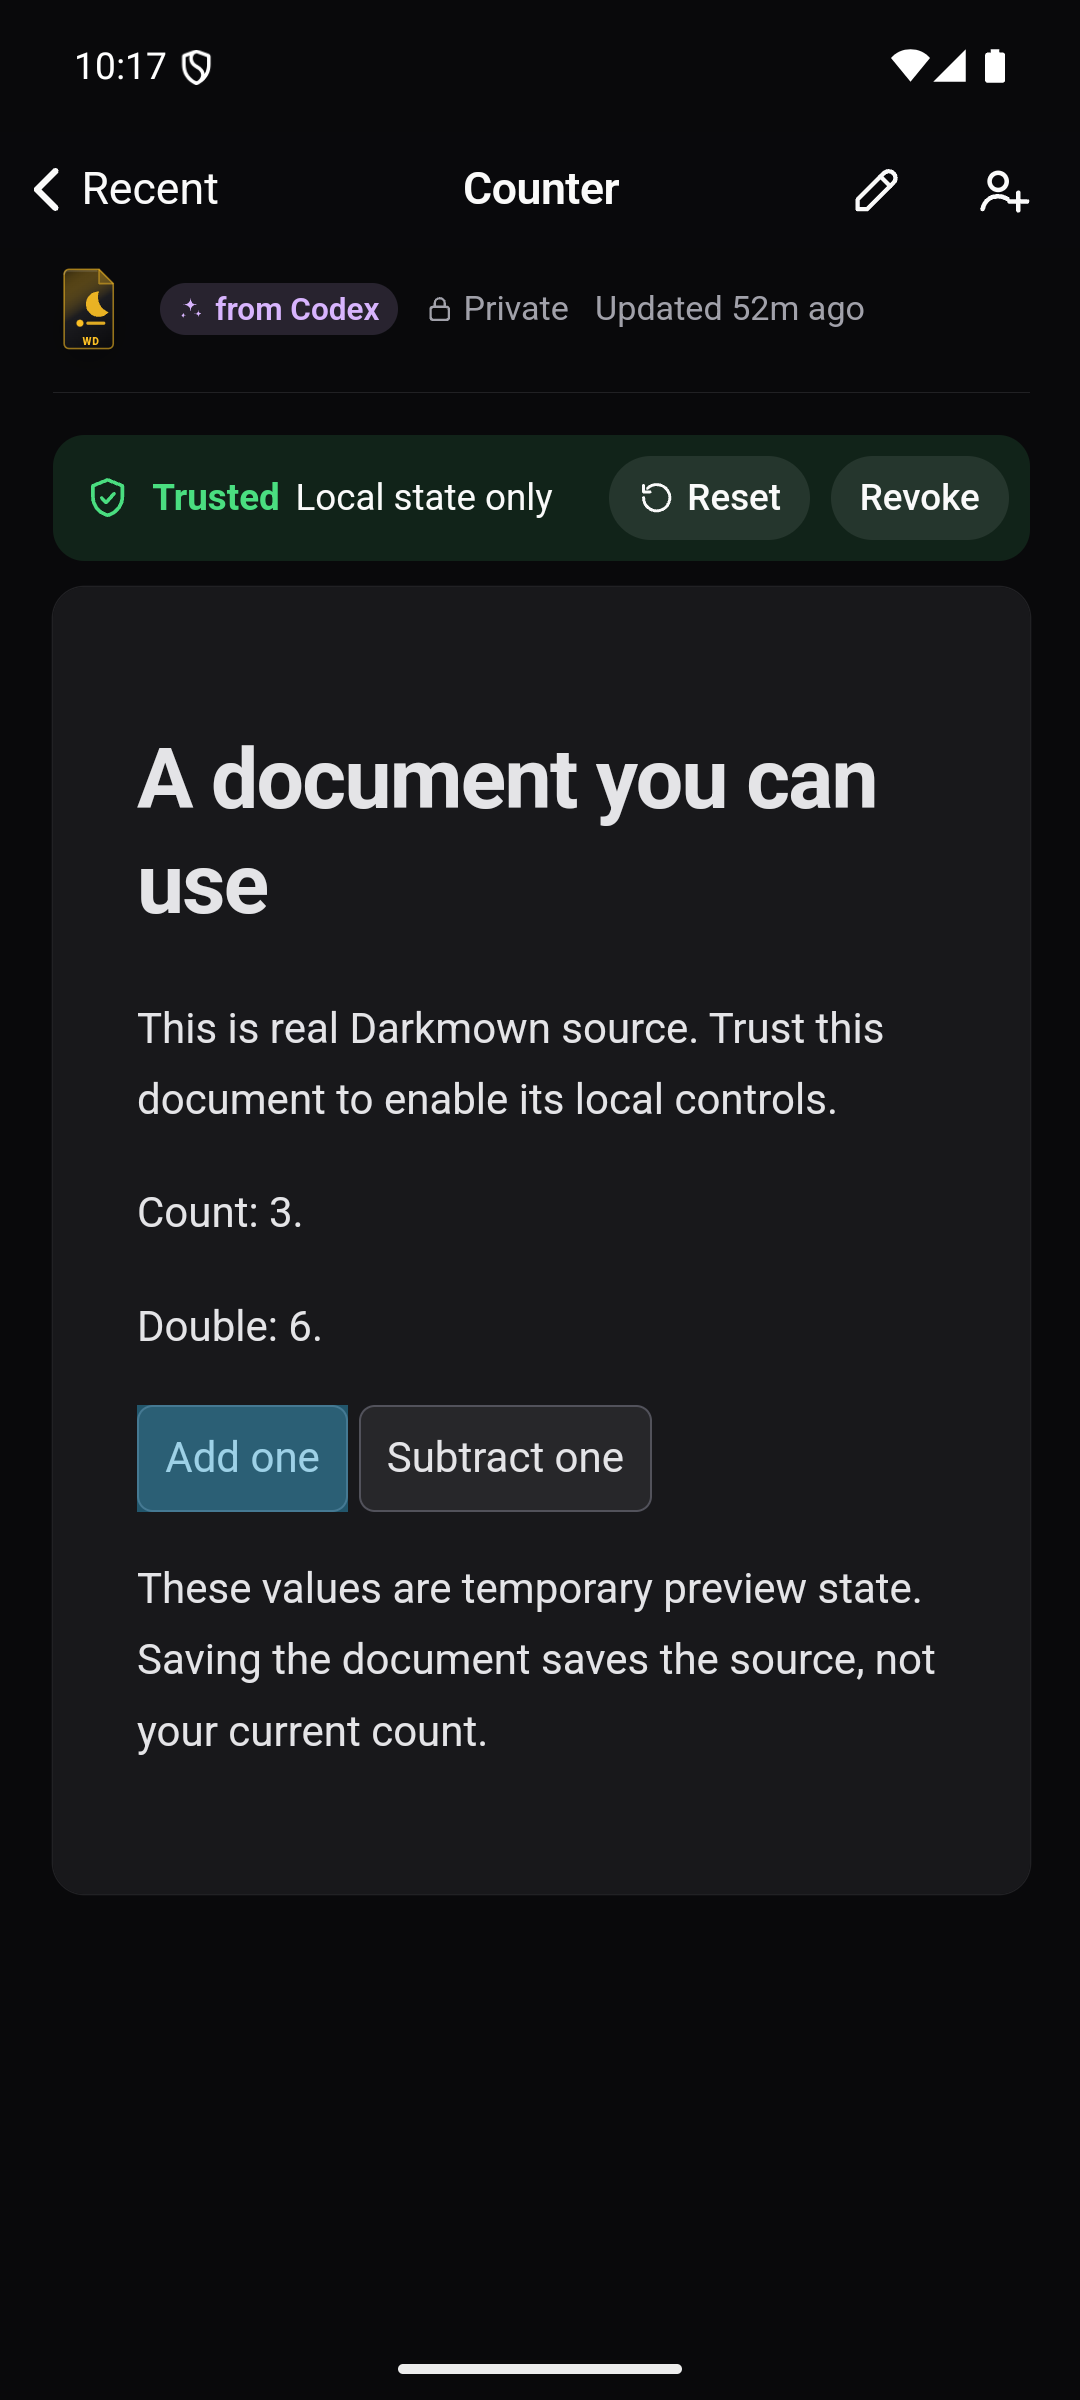 10:17
Recent
Counter
WD
from Codex
Private
Updated 52m ago
Trusted Local state only
Reset
Revoke
A document you can
use
This is real Darkmown source. Trust this
document to enable its local controls.
Count: 3.
Double: 6.
Add one
Subtract one
These values are temporary preview state.
Saving the document saves the source, not
your current count.